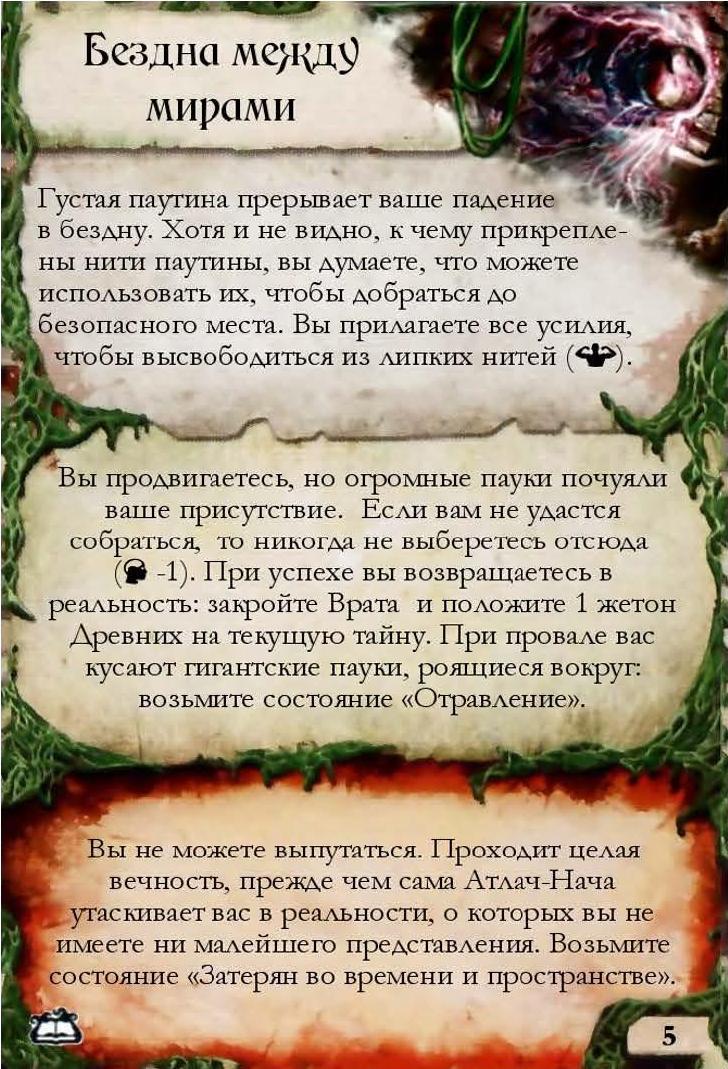 Бездна между
мирами
Густая паутина прерывает ваше падение
в бездну. Хотя и не видно, к чему прикрепле-
ны нити паутины, вы думаете, что можете
использовать их, чтобы добраться до
безопасного места. Вы прилагаете все усилия,
чтобы высвободиться из липких нитей ( ).
Вы продвигаетесь, но огромные пауки почуяли
ваше присутствие. Если вам не удастся
собраться, то никогда не выберетесь отсюда
( -1). При успехе вы возвращаетесь в
реальность: закройте Врата и положите 1 жетон
Древних на текущую тайну. При провале вас
кусают гигантские пауки, роящиеся вокруг:
возьмите состояние «Отравление».
Вы не можете выпутаться. Проходит целая
вечность, прежде чем сама Атлач-Нача
утаскивает вас в реальности, о которых вы не
имеете ни малейшего представления. Возьмите
состояние «Затерян во времени и пространстве».
5